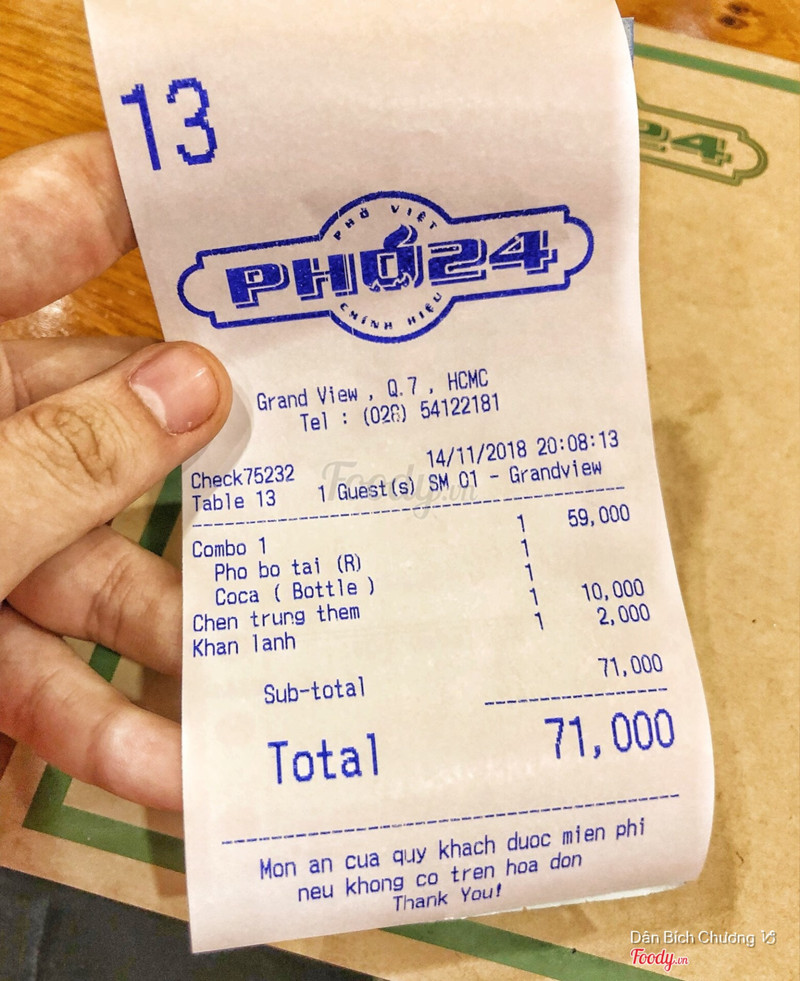 13
PHỞ VIỆT
PHỞ24
CHÍNH HIỆU
24
Grand View , Q.7 , HCMC
Tel : (028) 54122181
14/11/2018 20:08:13
Check75232
Table 13 1 Guest(s) SM 01 - Grandview
Combo 1 1 59,000
Pho bo tai (R) 1
Coca ( Bottle ) 1
Chen trung them 1 10,000
Khan lanh 1 2,000
Sub-total 71,000
Total 71,000
Mon an cua quy khach duoc mien phi
neu khong co tren hoa don
Thank You!
Foody.vn
Dân Bích Chương
Foody.vn